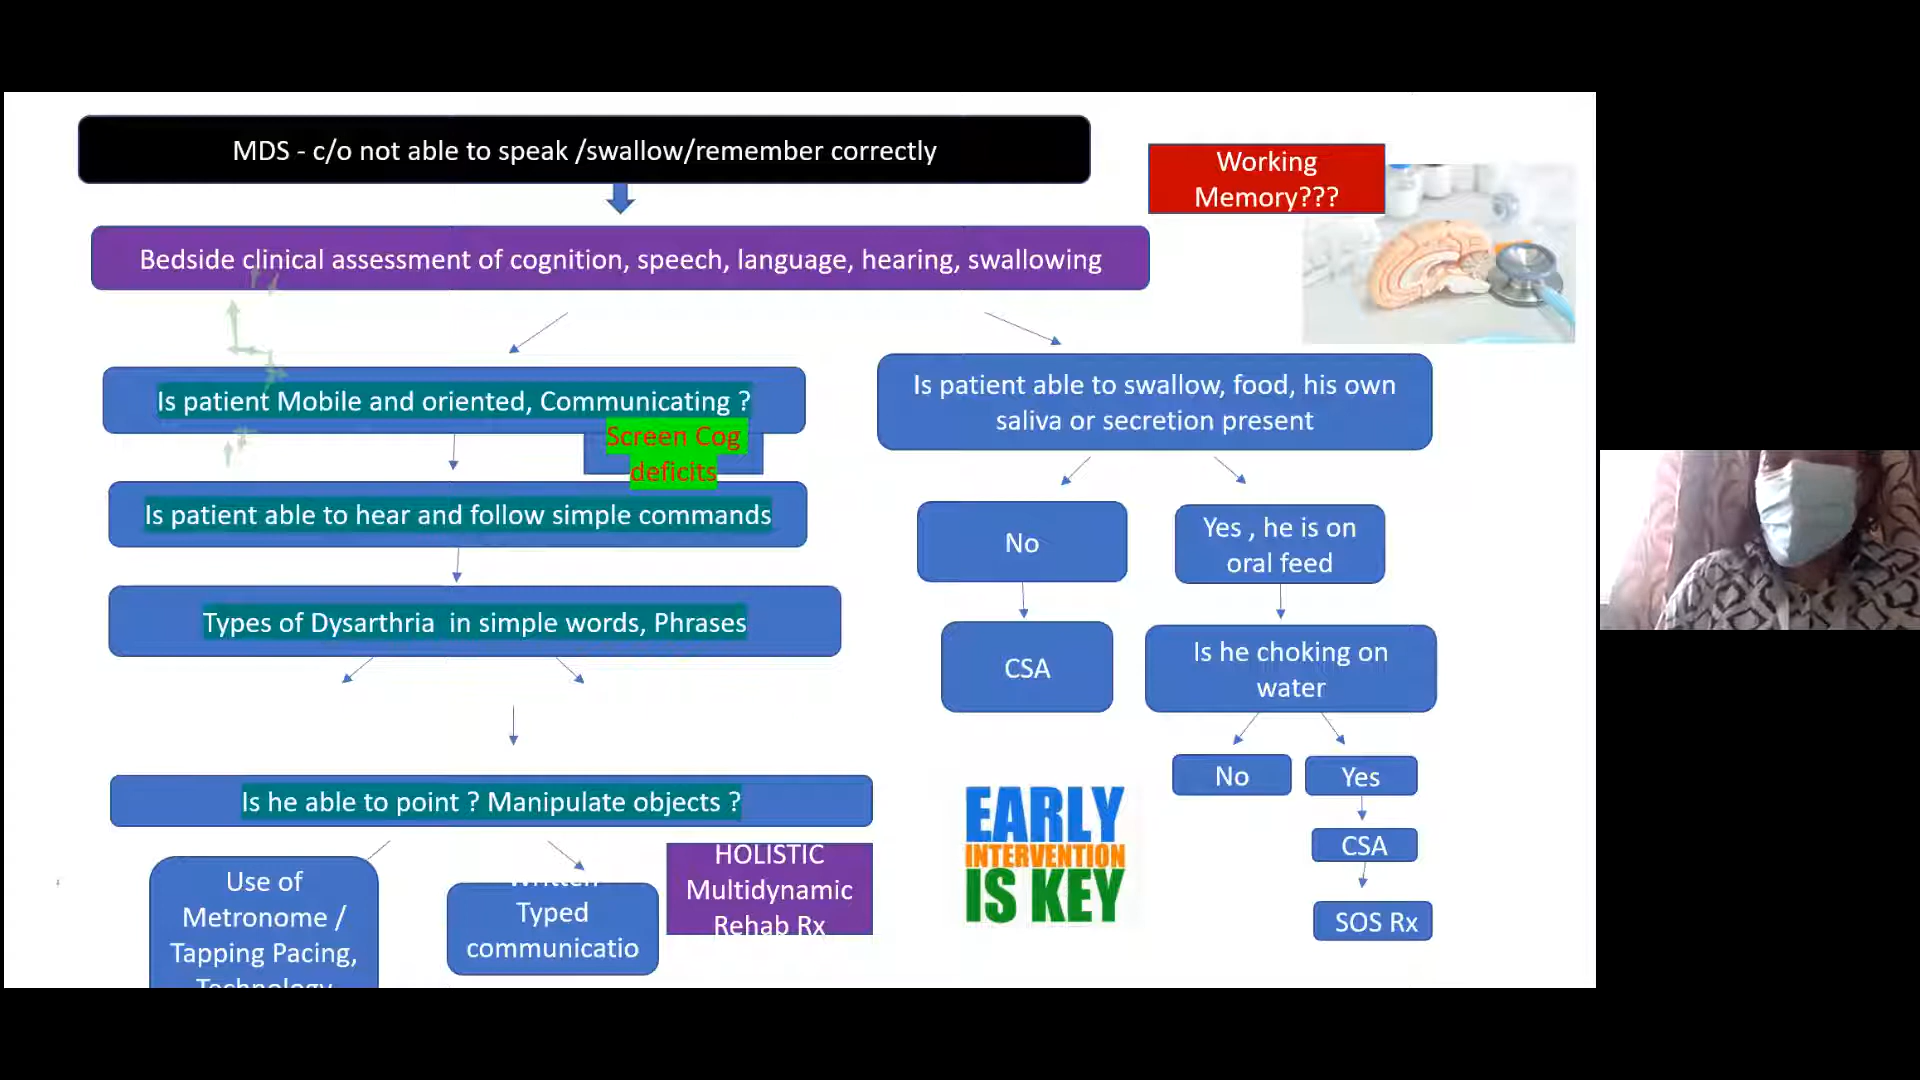 MDS - c/o not able to speak /swallow/remember correctly
Working
Memory???
Bedside clinical assessment of cognition, speech, language, hearing, swallowing
Is patient Mobile and oriented, Communicating ?
Screen Cog
deficits
Is patient able to hear and follow simple commands
Types of Dysarthria in simple words, Phrases
Is he able to point ? Manipulate objects ?
Use of
Metronome /
Tapping Pacing,
Technology
Written
Typed
communicatio
HOLISTIC
Multidynamic
Rehab Rx
Is patient able to swallow, food, his own
saliva or secretion present
No
CSA
Yes , he is on
oral feed
Is he choking on
water
No
Yes
CSA
SOS Rx
EARLY
INTERVENTION
IS KEY